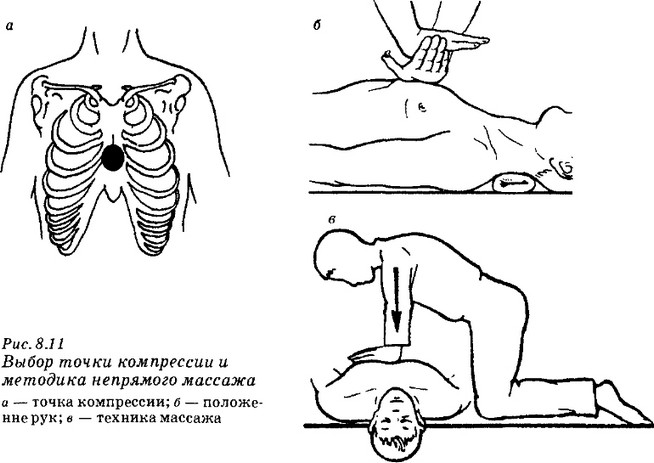 а
б
в
Рис. 8.11
Выбор точки компрессии и
методика непрямого массажа
а — точка компрессии; б — положе-
ние рук; в — техника массажа